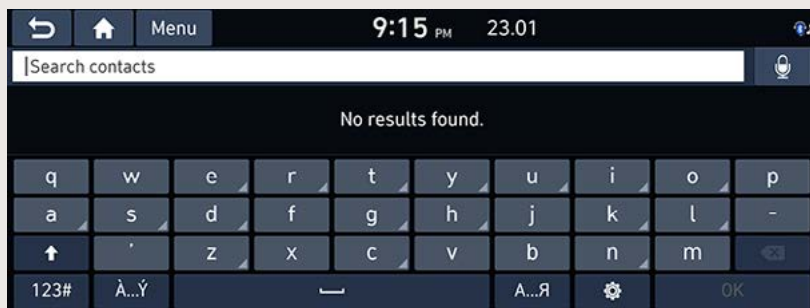 Menu 9:15 PM 23.01
Search contacts
No results found.
q w e r t y u i o p
a s d f g h j k l -
' z x c v b n m
123# À...Ý А...Я OK